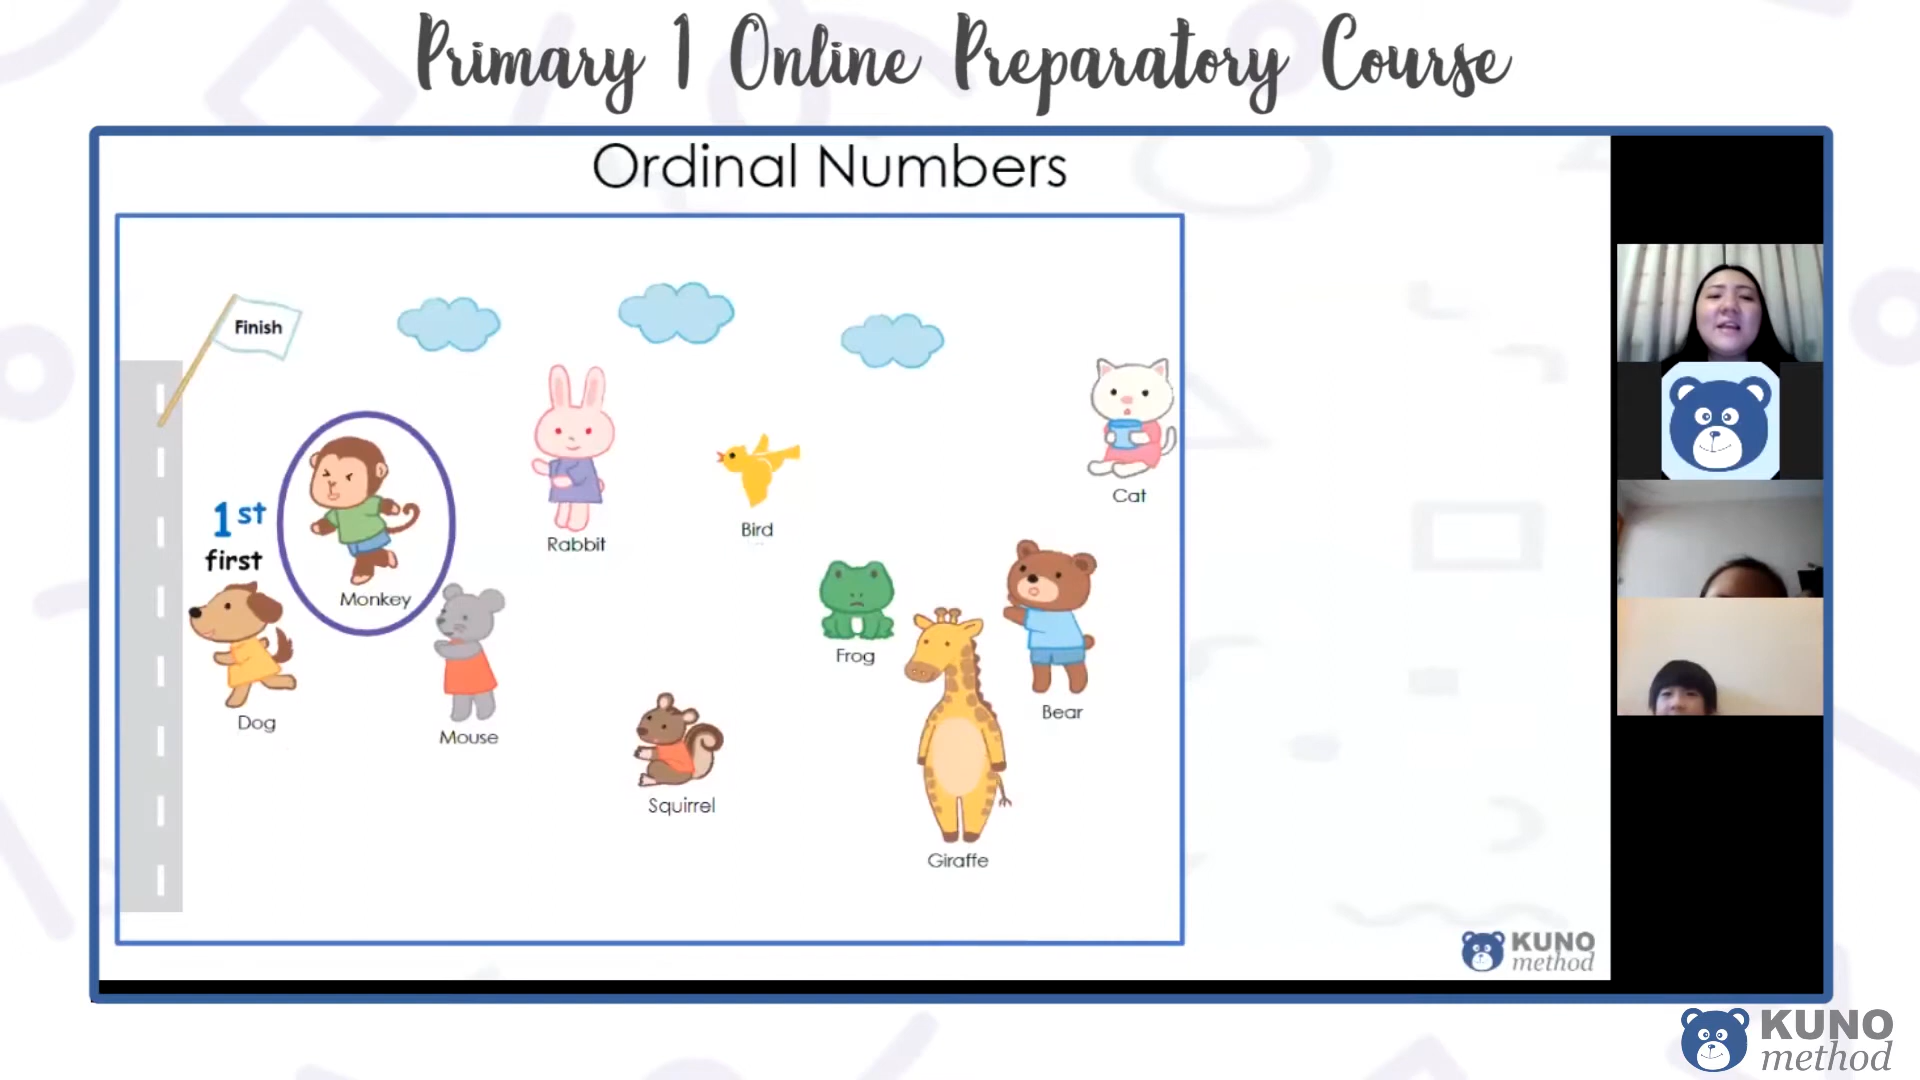 Primary 1 Online Preparatory Course
Ordinal Numbers
Finish
1st
first
Monkey
Rabbit
Bird
Cat
Dog
Mouse
Squirrel
Frog
Giraffe
Bear
KUNO
method
KUNO
method